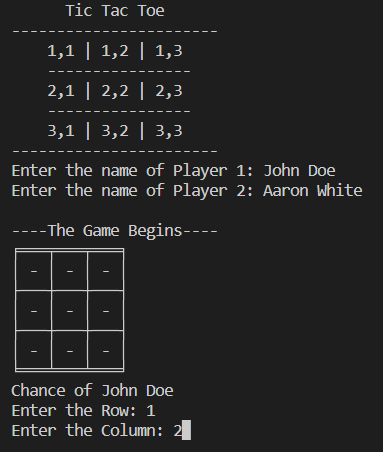 Tic Tac Toe
-----------------------
1,1 | 1,2 | 1,3
----------------
2,1 | 2,2 | 2,3
----------------
3,1 | 3,2 | 3,3
-----------------------
Enter the name of Player 1: John Doe
Enter the name of Player 2: Aaron White
----The Game Begins----
╒═══╤═══╤═══╕
│ - │ - │ - │
├───┼───┼───┤
│ - │ - │ - │
├───┼───┼───┤
│ - │ - │ - │
╘═══╧═══╧═══╛
Chance of John Doe
Enter the Row: 1
Enter the Column: 2